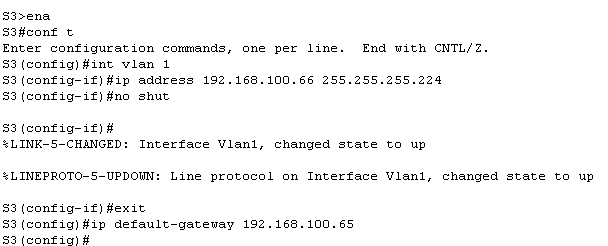 S3>ena
S3#conf t
Enter configuration commands, one per line.  End with CNTL/Z.
S3(config)#int vlan 1
S3(config-if)#ip address 192.168.100.66 255.255.255.224
S3(config-if)#no shut
S3(config-if)#
%LINK-5-CHANGED: Interface Vlan1, changed state to up
%LINEPROTO-5-UPDOWN: Line protocol on Interface Vlan1, changed state to up
S3(config-if)#exit
S3(config)#ip default-gateway 192.168.100.65
S3(config)#